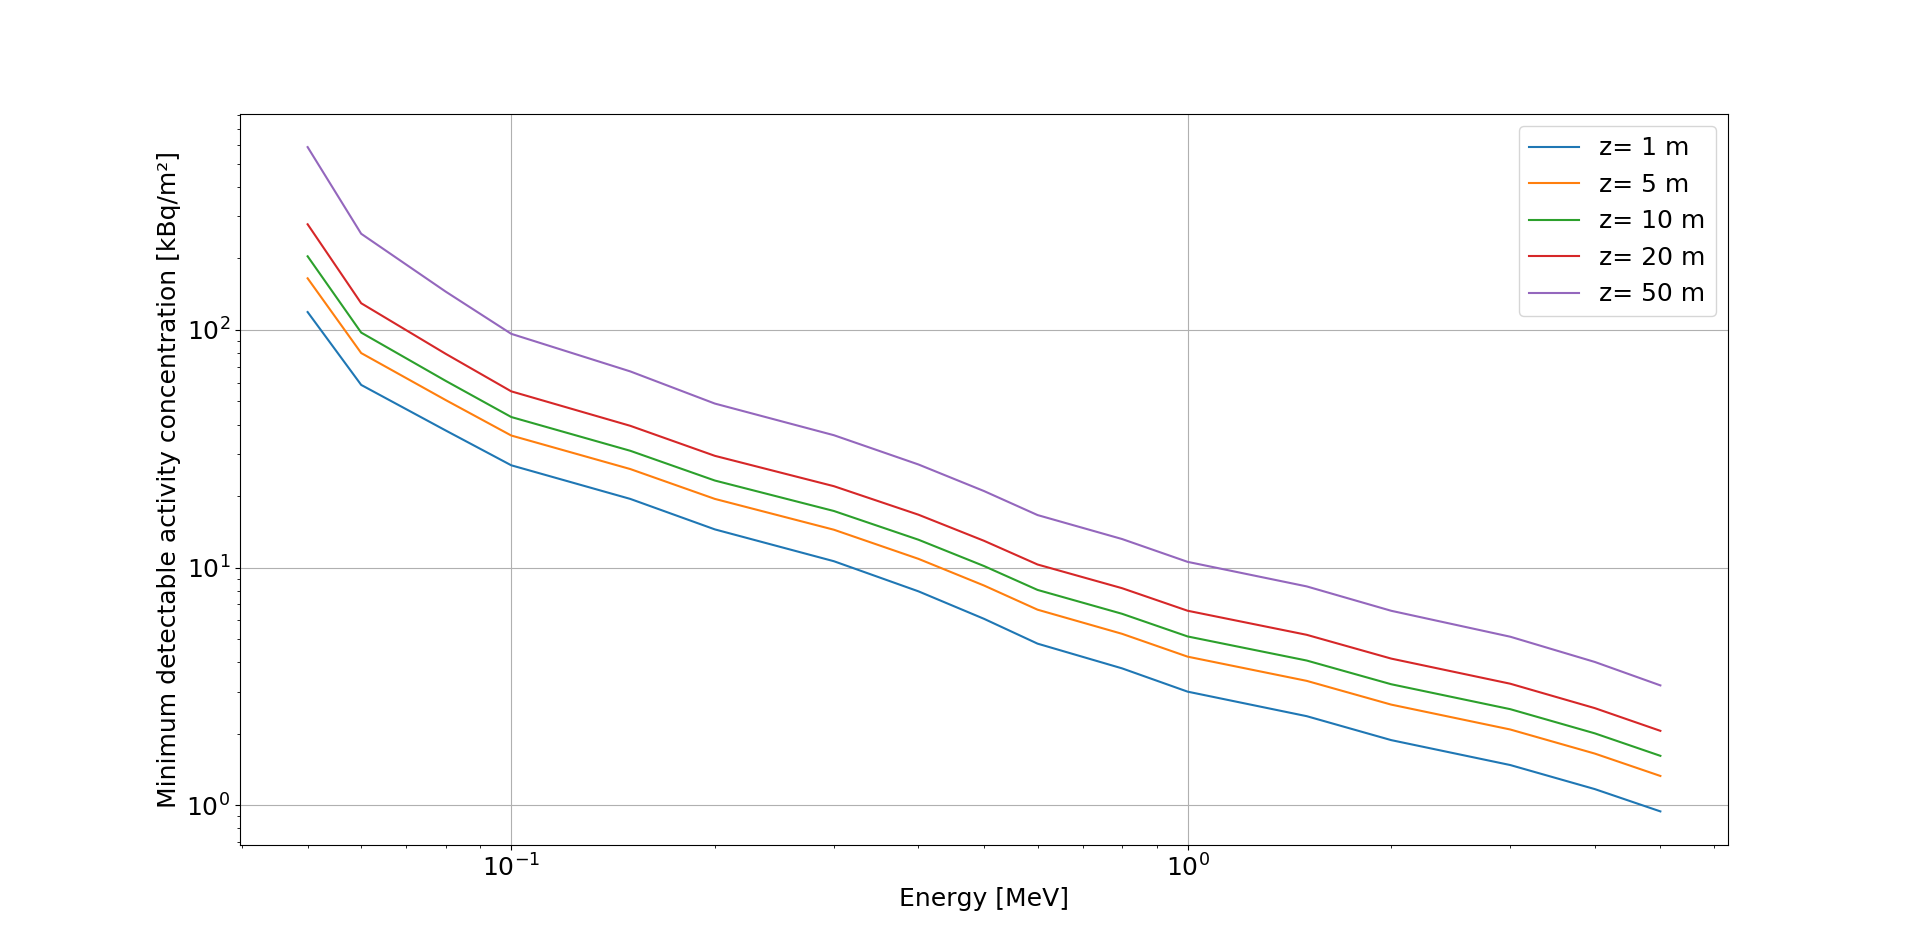 Minimum detectable activity concentration [kBq/m²]
10²
10¹
10⁰
10⁻¹
10⁰
Energy [MeV]
z= 1 m
z= 5 m
z= 10 m
z= 20 m
z= 50 m